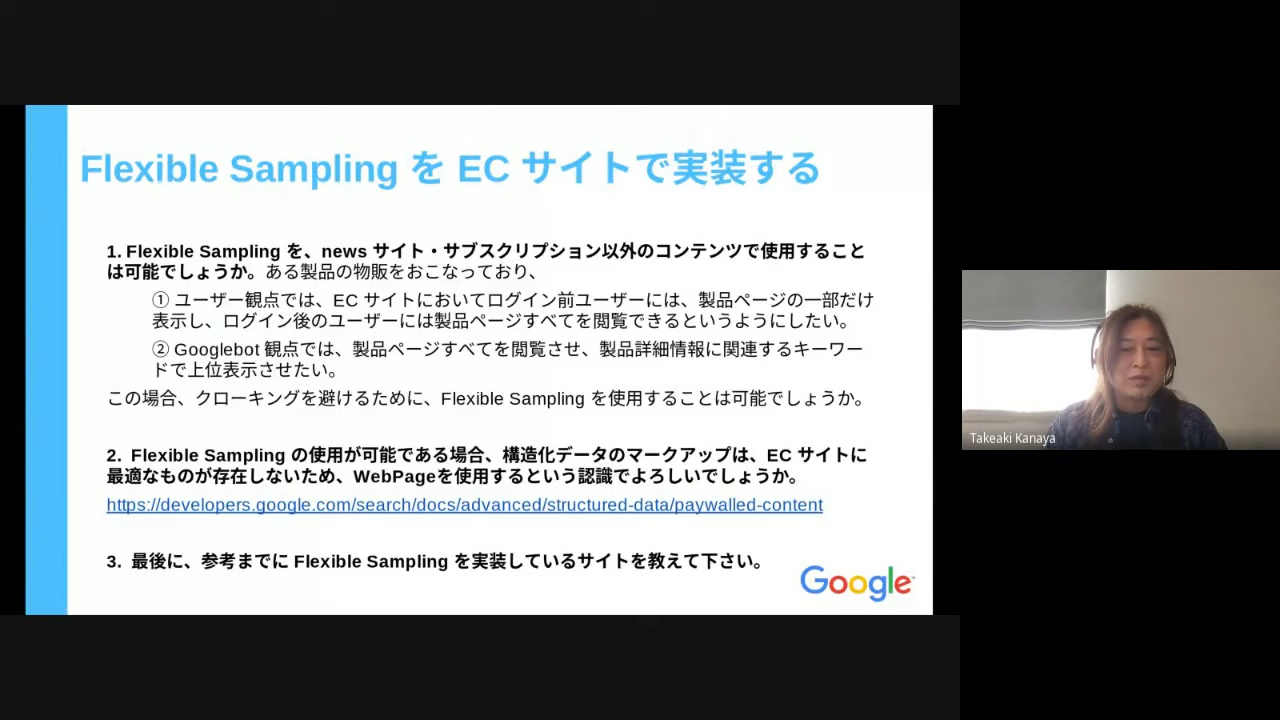 Flexible Sampling を EC サイトで実装する
1. Flexible Sampling を、news サイト・サブスクリプション以外のコンテンツで使用すること
は可能でしょうか。ある製品の物販をおこなっており、
① ユーザー観点では、EC サイトにおいてログイン前ユーザーには、製品ページの一部だけ
表示し、ログイン後のユーザーには製品ページすべてを閲覧できるというようにしたい。
② Googlebot 観点では、製品ページすべてを閲覧させ、製品詳細情報に関連するキーワー
ドで上位表示させたい。
この場合、クローキングを避けるために、Flexible Sampling を使用することは可能でしょうか。
2. Flexible Sampling の使用が可能である場合、構造化データのマークアップは、EC サイトに
最適なものが存在しないため、WebPageを使用するという認識でよろしいでしょうか。
https://developers.google.com/search/docs/advanced/structured-data/paywalled-content
3. 最後に、参考までに Flexible Sampling を実装しているサイトを教えて下さい。
Google
Takeaki Kanaya